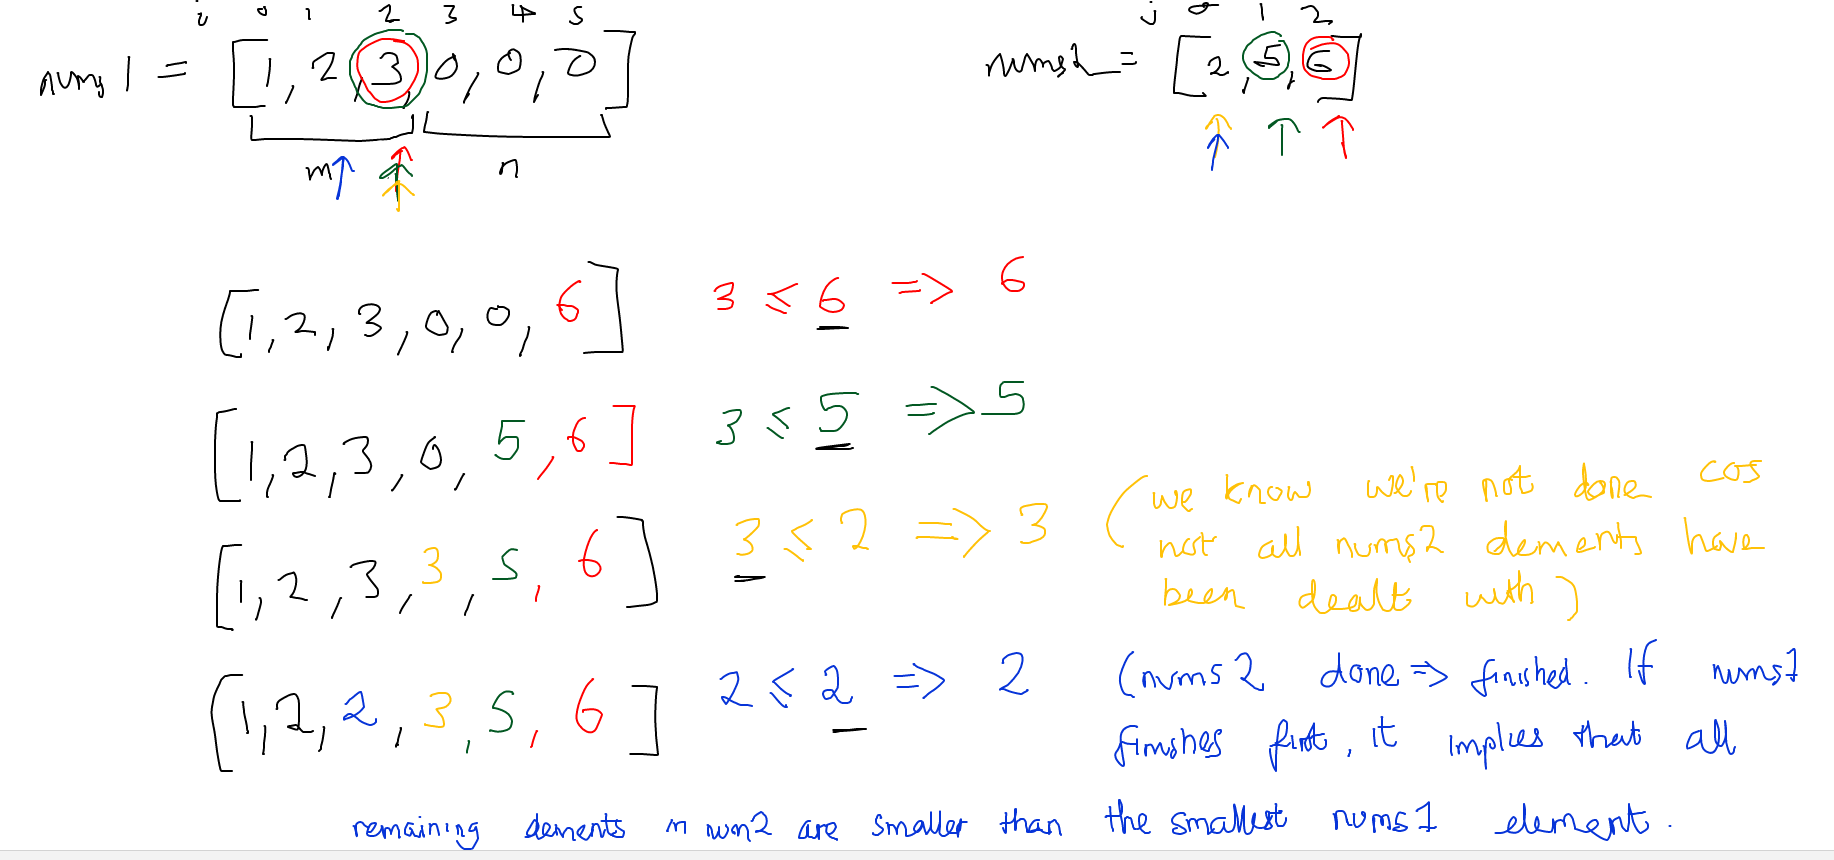 i 0 1 2 3 4 5 j 0 1 2
nums1 = [1, 2, 3, 0, 0, 0] nums2 = [2, 5, 6]
m n
[1, 2, 3, 0, 0, 6] 3 ≤ 6 => 6
[1, 2, 3, 0, 5, 6] 3 ≤ 5 => 5
[1, 2, 3, 3, 5, 6] 3 ≤ 2 => 3 (we know we're not done cos
not all nums2 elements have
been dealt with)
[1, 2, 2, 3, 5, 6] 2 ≤ 2 => 2 (nums2 done => finished. If nums1
finishes first, it implies that all
remaining elements in num2 are smaller than the smallest nums1 element.